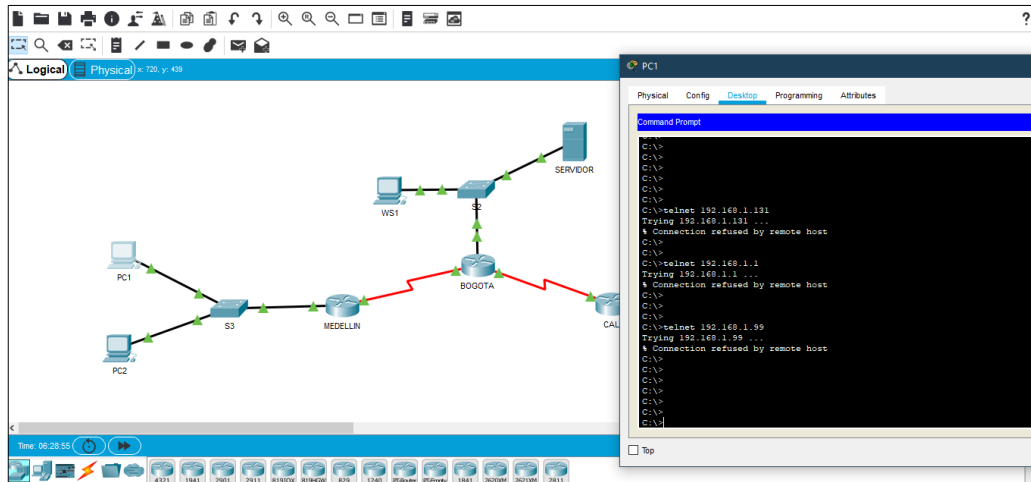 ?
Logical
Physical
x: 720, y: 439
PC1
Physical Config Desktop Programming Attributes
Command Prompt
C:\>
C:\>
C:\>
C:\>
C:\>
C:\>telnet 192.168.1.131
Trying 192.168.1.131 ...
% Connection refused by remote host
C:\>
C:\>
C:\>telnet 192.168.1.1
Trying 192.168.1.1 ...
% Connection refused by remote host
C:\>
C:\>
C:\>
C:\>telnet 192.168.1.99
Trying 192.168.1.99 ...
% Connection refused by remote host
C:\>
C:\>
C:\>
C:\>
C:\>
C:\>
C:\>
Top
SERVIDOR
WS1
S2
PC1
BOGOTA
S3
MEDELLIN
CAL
PC2
Time: 06:28:55
4321 1941 2901 2911 819IOX 819HGW 829 1240 PT-Router PT-Empty 1841 2620XM 2621XM 2811